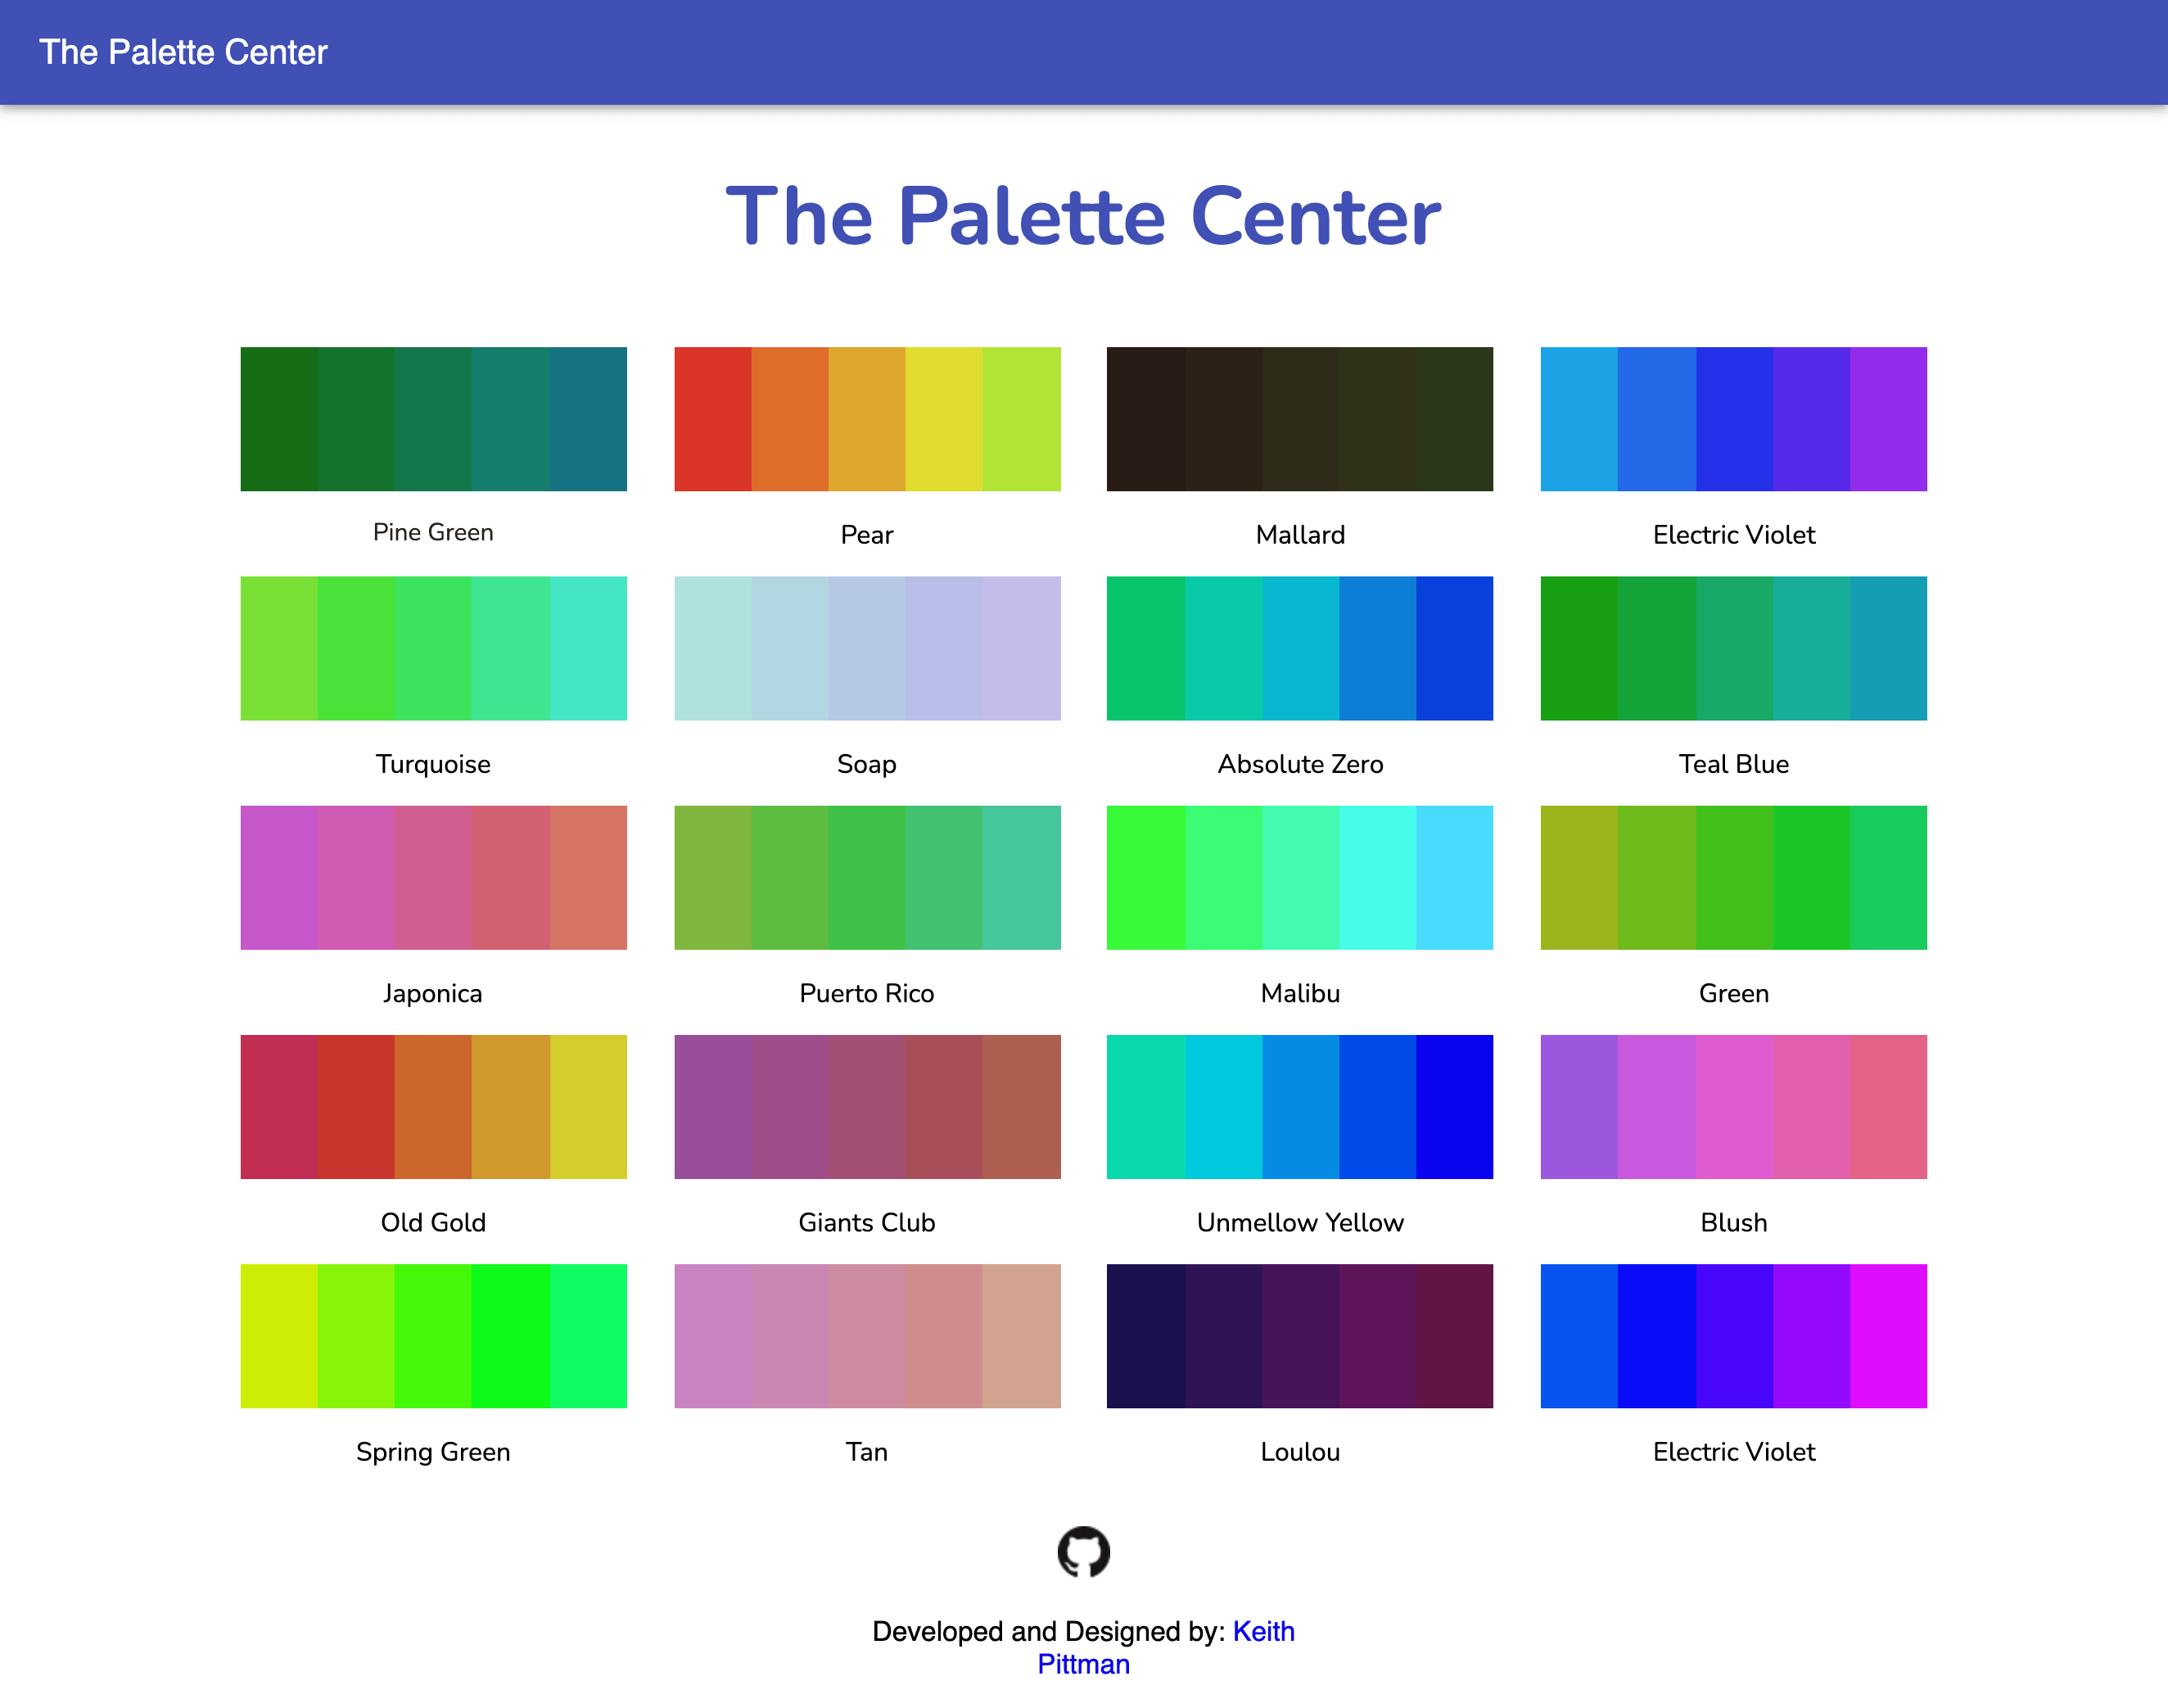 The Palette Center
The Palette Center
Pine Green
Pear
Mallard
Electric Violet
Turquoise
Soap
Absolute Zero
Teal Blue
Japonica
Puerto Rico
Malibu
Green
Old Gold
Giants Club
Unmellow Yellow
Blush
Spring Green
Tan
Loulou
Electric Violet
Developed and Designed by: Keith
Pittman